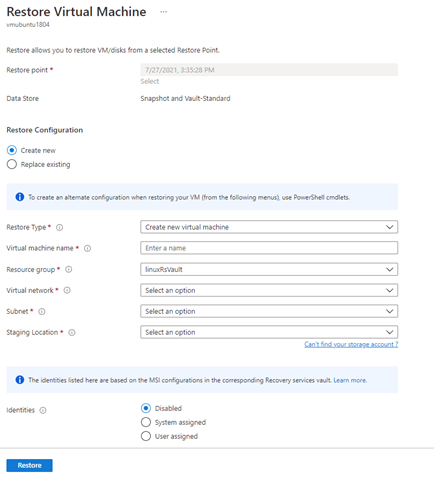 Restore Virtual Machine ...
vmubuntu1804
Restore allows you to restore VM/disks from a selected Restore Point.
Restore point * 7/27/2021, 3:35:28 PM
Select
Data Store Snapshot and Vault-Standard
Restore Configuration
Create new
Replace existing
To create an alternate configuration when restoring your VM (from the following menus), use PowerShell cmdlets.
Restore Type * Create new virtual machine
Virtual machine name * Enter a name
Resource group * linuxRsVault
Virtual network * Select an option
Subnet * Select an option
Staging Location * Select an option
Can't find your storage account ?
The identities listed here are based on the MSI configurations in the corresponding Recovery services vault. Learn more.
Identities Disabled
System assigned
User assigned
Restore